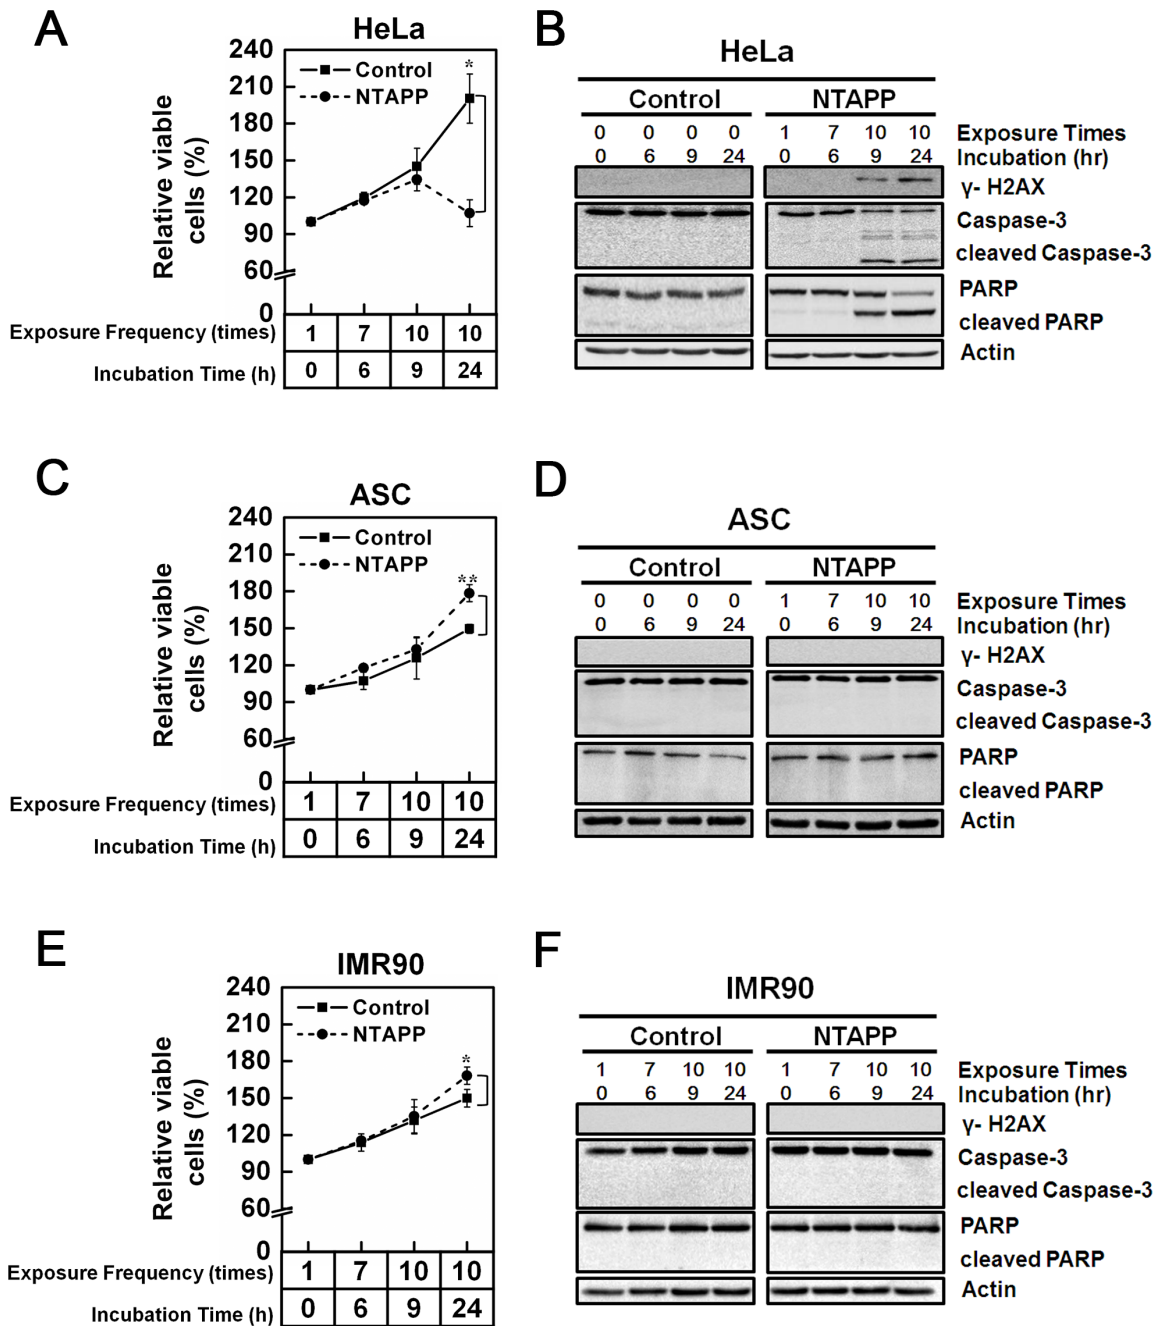 A
HeLa
240
210
180
150
120
90
60
0
Relative viable
cells (%)
Control
NTAPP
*
Exposure Frequency (times) 1 7 10 10
Incubation Time (h) 0 6 9 24
B
HeLa
Control NTAPP
0 0 0 0 1 7 10 10 Exposure Times
0 6 9 24 0 6 9 24 Incubation (hr)
γ- H2AX
Caspase-3
cleaved Caspase-3
PARP
cleaved PARP
Actin
C
ASC
240
210
180
150
120
90
60
0
Relative viable
cells (%)
Control
NTAPP
**
Exposure Frequency (times) 1 7 10 10
Incubation Time (h) 0 6 9 24
D
ASC
Control NTAPP
0 0 0 0 1 7 10 10 Exposure Times
0 6 9 24 0 6 9 24 Incubation (hr)
γ- H2AX
Caspase-3
cleaved Caspase-3
PARP
cleaved PARP
Actin
E
IMR90
240
210
180
150
120
90
60
0
Relative viable
cells (%)
Control
NTAPP
*
Exposure Frequency (times) 1 7 10 10
Incubation Time (h) 0 6 9 24
F
IMR90
Control NTAPP
1 7 10 10 1 7 10 10 Exposure Times
0 6 9 24 0 6 9 24 Incubation (hr)
γ- H2AX
Caspase-3
cleaved Caspase-3
PARP
cleaved PARP
Actin